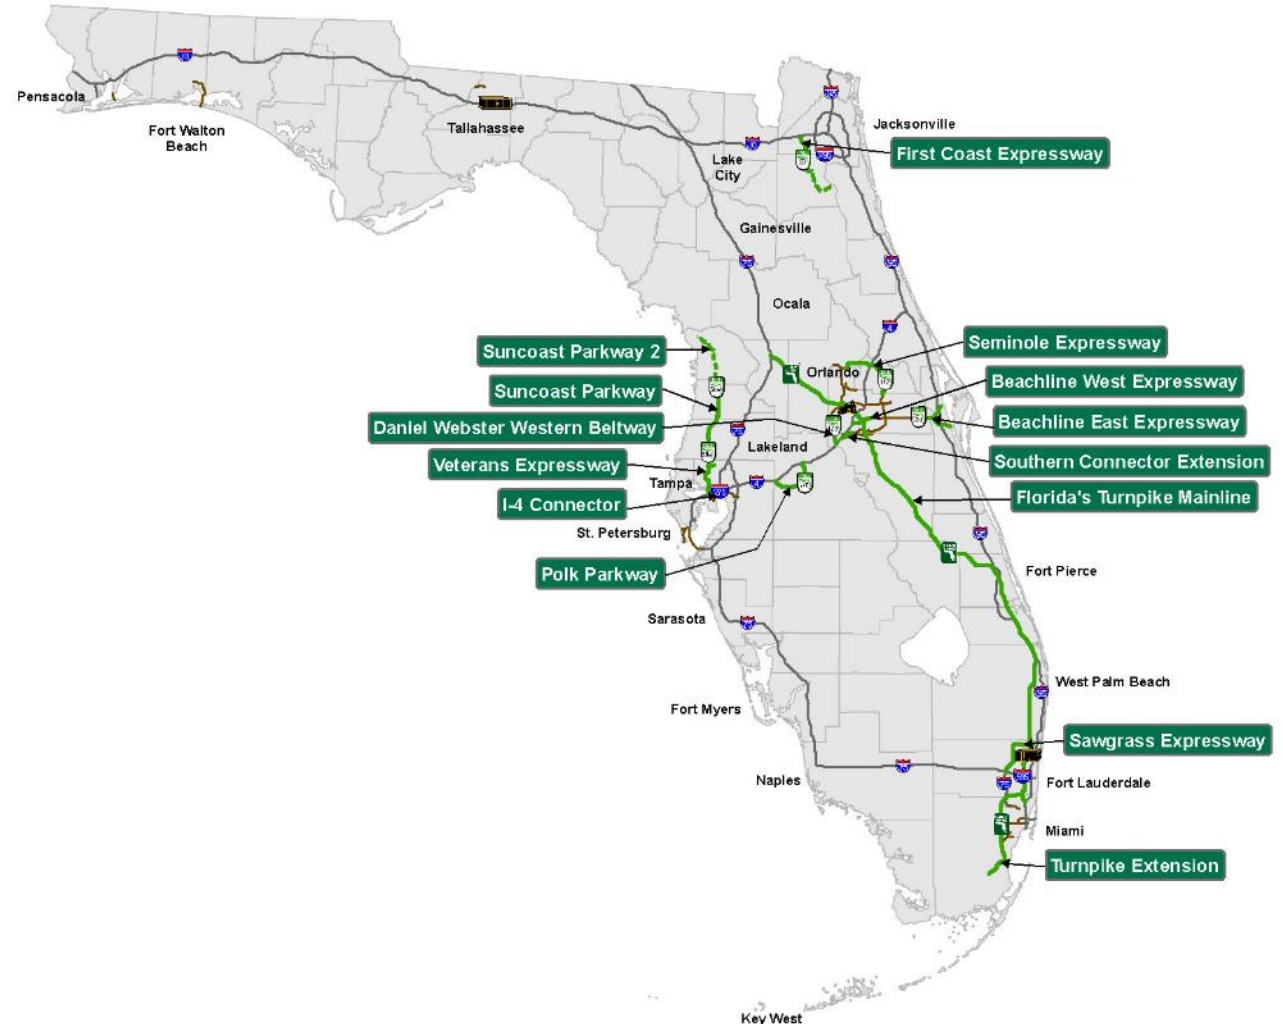 Pensacola
Fort Walton
Beach
Tallahassee
Jacksonville
First Coast Expressway
Lake
City
Gainesville
Ocala
Suncoast Parkway 2
Seminole Expressway
Orlando
Suncoast Parkway
Beachline West Expressway
Daniel Webster Western Beltway
Beachline East Expressway
Lakeland
Veterans Expressway
Southern Connector Extension
Tampa
I-4 Connector
Florida's Turnpike Mainline
St. Petersburg
Polk Parkway
Fort Pierce
Sarasota
West Palm Beach
Fort Myers
Sawgrass Expressway
Naples
Fort Lauderdale
Miami
Turnpike Extension
Key West